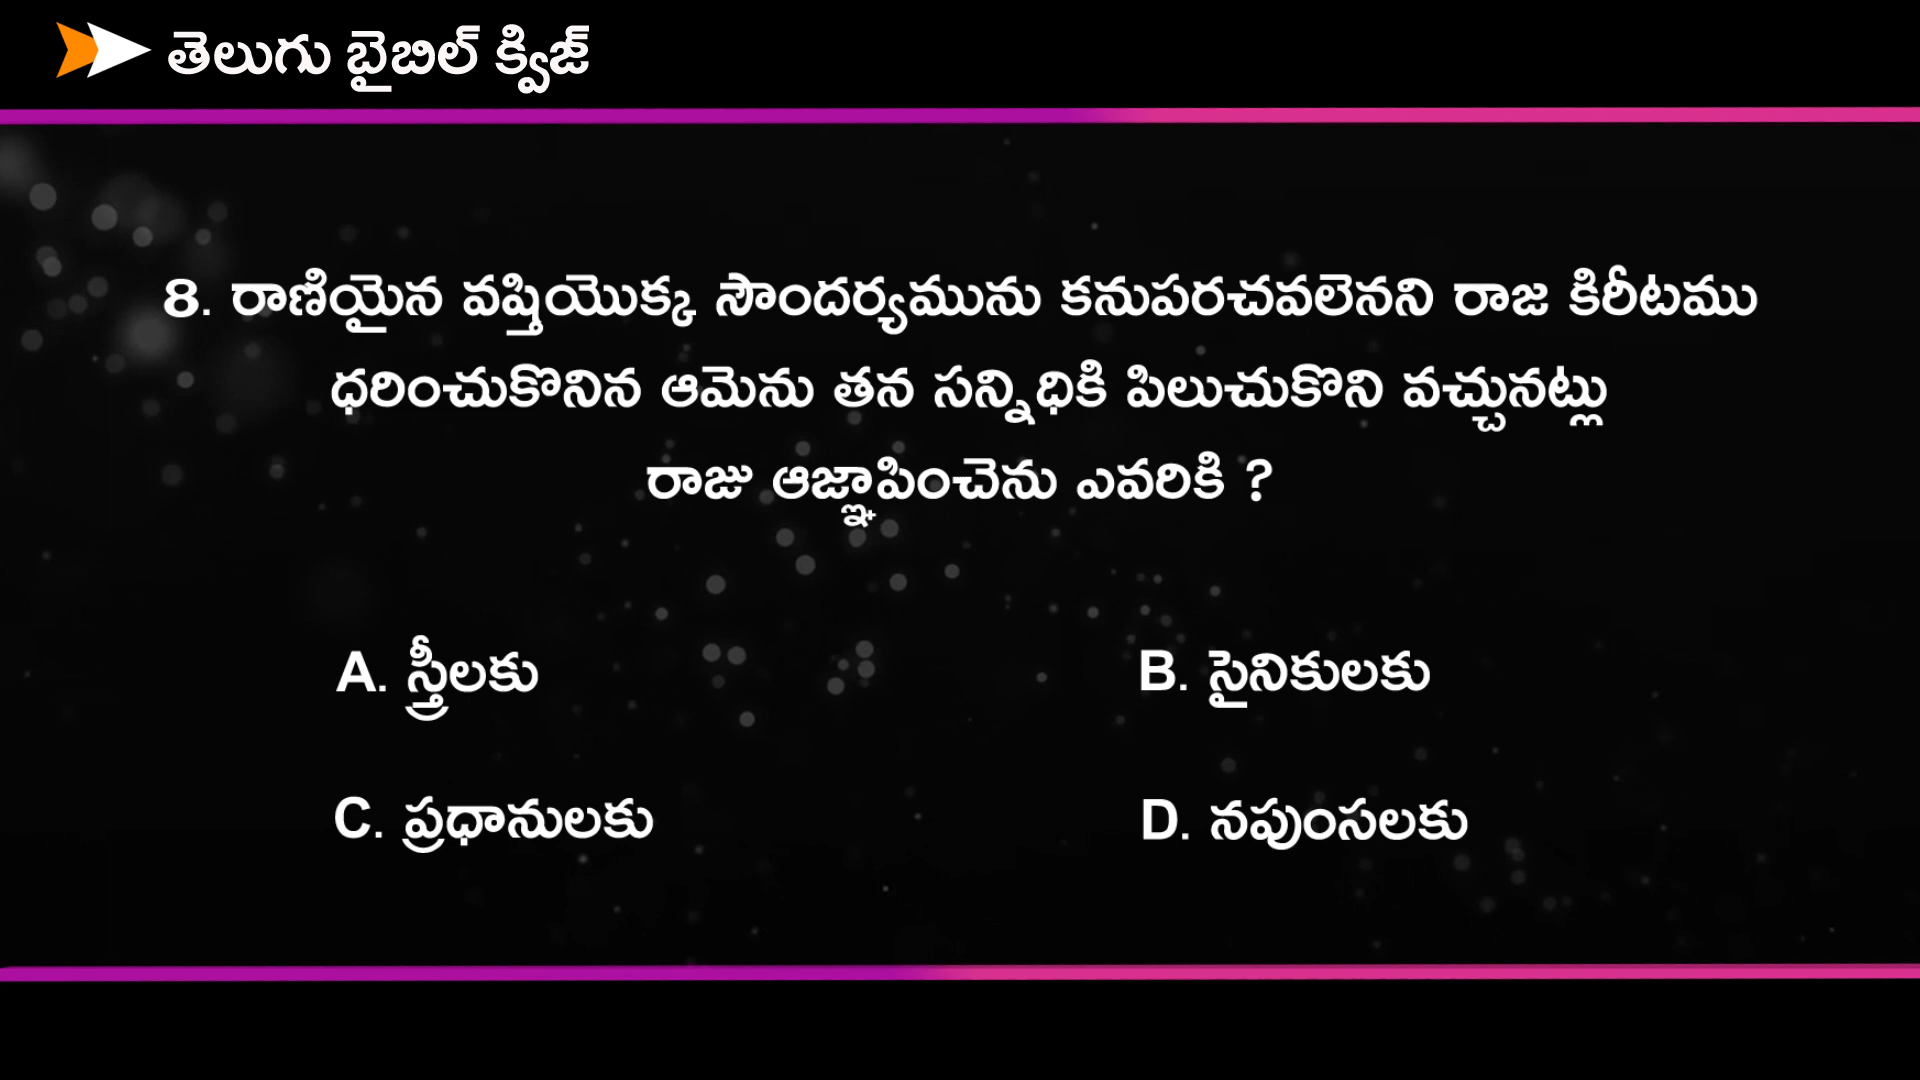 తెలుగు బైబిల్ క్విజ్
8. రాణియైన వష్తియొక్క సౌందర్యమును కనుపరచవలెనని రాజ కిరీటము
ధరించుకొనిన ఆమెను తన సన్నిధికి పిలుచుకొని వచ్చునట్లు
రాజు ఆజ్ఞాపించెను ఎవరికి ?
A. స్త్రీలకు
B. సైనికులకు
C. ప్రధానులకు
D. నపుంసలకు